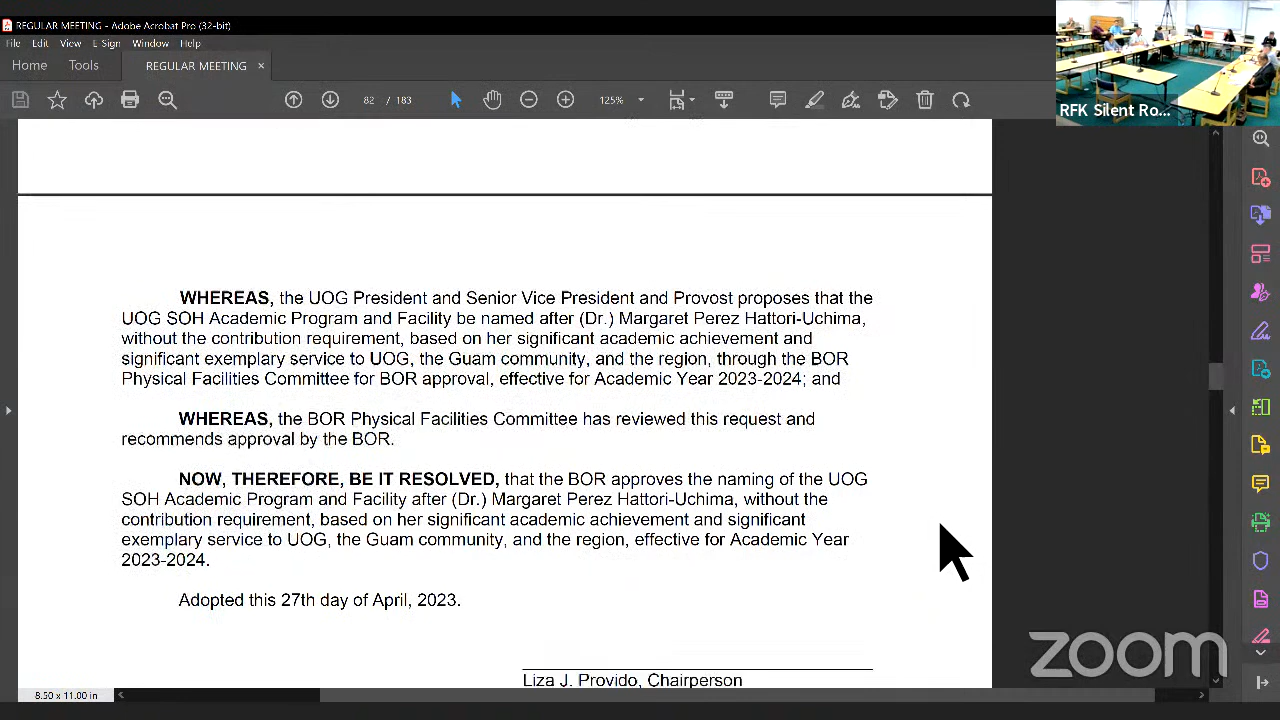 REGULAR MEETING - Adobe Acrobat Pro (32-bit)
File Edit View E-Sign Window Help
Home Tools REGULAR MEETING ×
82 / 183 125%
RFK Silent Ro...
WHEREAS, the UOG President and Senior Vice President and Provost proposes that the
UOG SOH Academic Program and Facility be named after (Dr.) Margaret Perez Hattori-Uchima,
without the contribution requirement, based on her significant academic achievement and
significant exemplary service to UOG, the Guam community, and the region, through the BOR
Physical Facilities Committee for BOR approval, effective for Academic Year 2023-2024; and
WHEREAS, the BOR Physical Facilities Committee has reviewed this request and
recommends approval by the BOR.
NOW, THEREFORE, BE IT RESOLVED, that the BOR approves the naming of the UOG
SOH Academic Program and Facility after (Dr.) Margaret Perez Hattori-Uchima, without the
contribution requirement, based on her significant academic achievement and significant
exemplary service to UOG, the Guam community, and the region, effective for Academic Year
2023-2024.
Adopted this 27th day of April, 2023.
Liza J. Provido, Chairperson
8.50 x 11.00 in
zoom